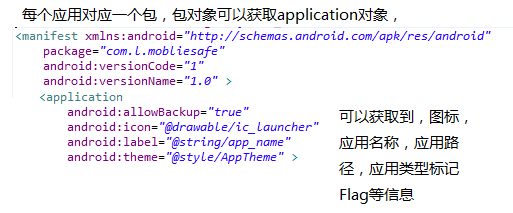 每个应用对应一个包，包对象可以获取application对象，
<manifest xmlns:android="http://schemas.android.com/apk/res/android"
package="com.l.mobliesafe"
android:versionCode="1"
android:versionName="1.0" >
<application
android:allowBackup="true"
android:icon="@drawable/ic_launcher"
android:label="@string/app_name"
android:theme="@style/AppTheme" >
可以获取到，图标，
应用名称，应用路
径，应用类型标记
Flag等信息